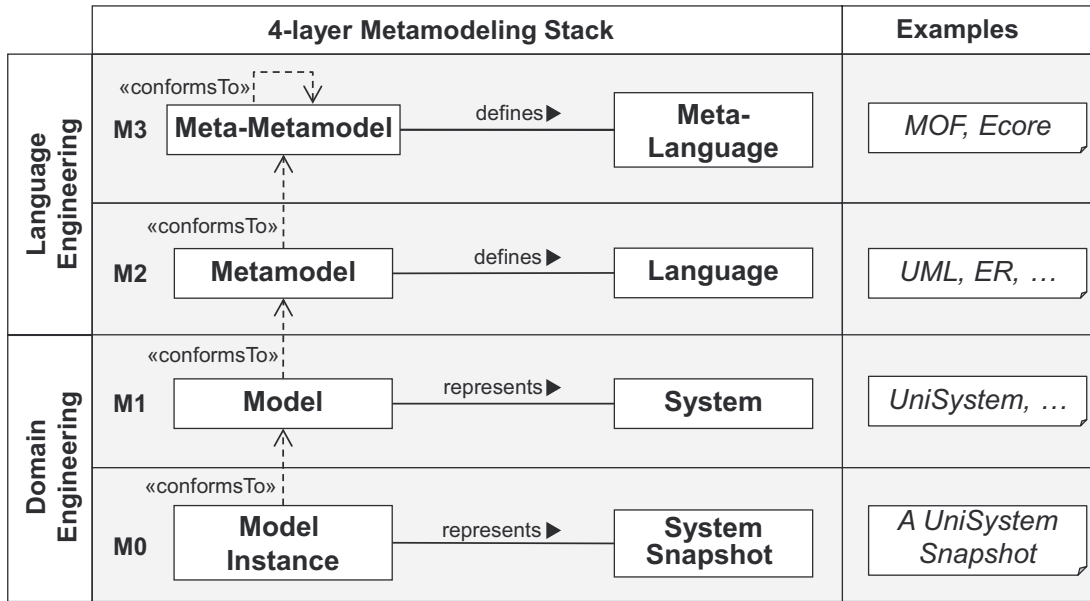 4-layer Metamodeling Stack
Examples
Language
Engineering
«conformsTo»
M3
Meta-Metamodel
defines▶
Meta-
Language
MOF, Ecore
«conformsTo»
M2
Metamodel
defines▶
Language
UML, ER, …
Domain
Engineering
«conformsTo»
M1
Model
represents▶
System
UniSystem, …
«conformsTo»
M0
Model
Instance
represents▶
System
Snapshot
A UniSystem
Snapshot